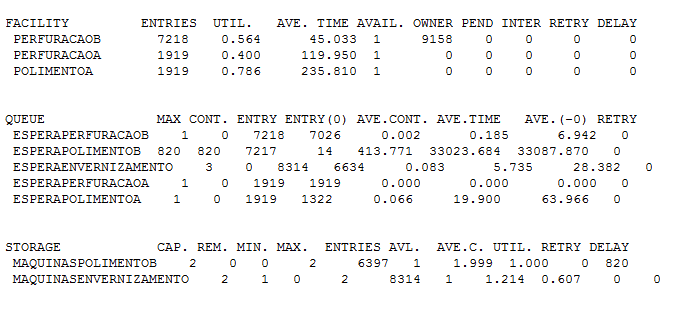 FACILITY ENTRIES UTIL. AVE. TIME AVAIL. OWNER PEND INTER RETRY DELAY
PERFURACAOB 7218 0.564 45.033 1 9158 0 0 0 0
PERFURACAOA 1919 0.400 119.950 1 0 0 0 0 0
POLIMENTOA 1919 0.786 235.810 1 0 0 0 0 0
QUEUE MAX CONT. ENTRY ENTRY(0) AVE.CONT. AVE.TIME AVE.(-0) RETRY
ESPERAPERFURACAOB 1 0 7218 7026 0.002 0.185 6.942 0
ESPERAPOLIMENTOB 820 820 7217 14 413.771 33023.684 33087.870 0
ESPERAENVERNIZAMENTO 3 0 8314 6634 0.083 5.735 28.382 0
ESPERAPERFURACAOA 1 0 1919 1919 0.000 0.000 0.000 0
ESPERAPOLIMENTOA 1 0 1919 1322 0.066 19.900 63.966 0
STORAGE CAP. REM. MIN. MAX. ENTRIES AVL. AVE.C. UTIL. RETRY DELAY
MAQUINASPOLIMENTOB 2 0 0 2 6397 1 1.999 1.000 0 820
MAQUINASENVERNIZAMENTO 2 1 0 2 8314 1 1.214 0.607 0 0